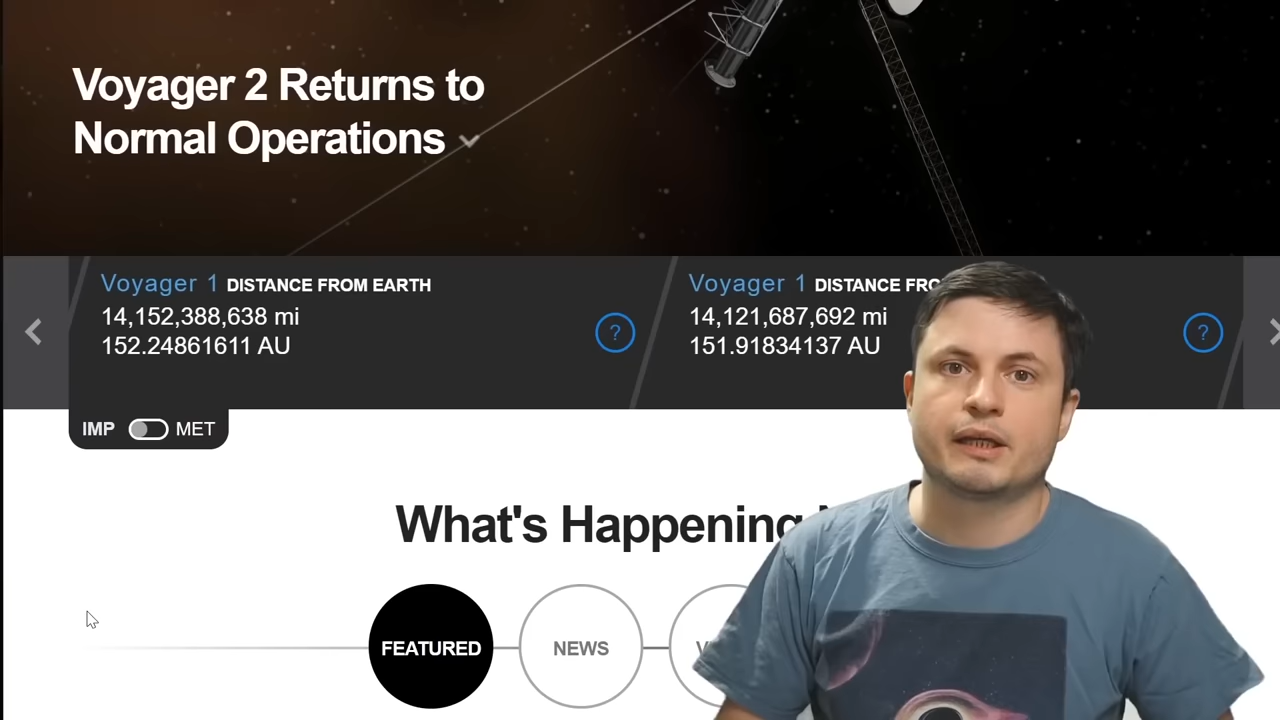 Voyager 2 Returns to
Normal Operations
Voyager 1 DISTANCE FROM EARTH
14,152,388,638 mi
152.24861611 AU
?
Voyager 1 DISTANCE
14,121,687,692 mi
151.91834137 AU
?
IMP MET
What's Happening
FEATURED
NEWS